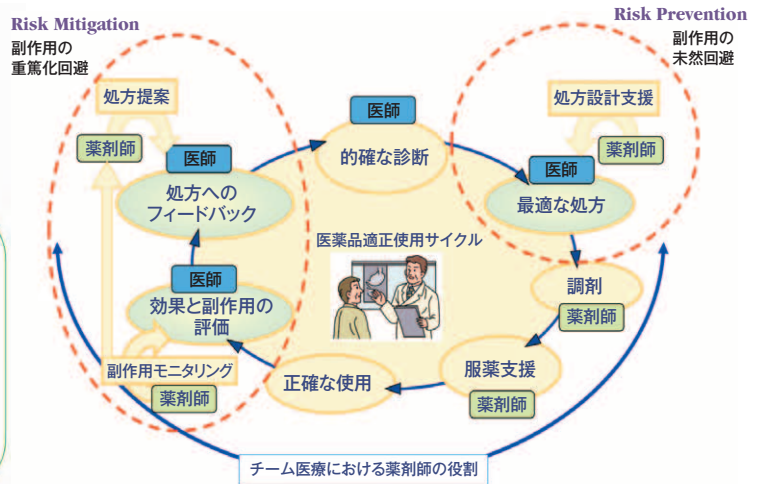 Risk Mitigation
副作用の
重篤化回避
Risk Prevention
副作用の
未然回避
処方提案
薬剤師
医師
処方への
フィードバック
医師
的確な診断
処方設計支援
薬剤師
医師
最適な処方
医薬品適正使用サイクル
医師
効果と副作用の
評価
調剤
薬剤師
副作用モニタリング
薬剤師
正確な使用
服薬支援
薬剤師
チーム医療における薬剤師の役割